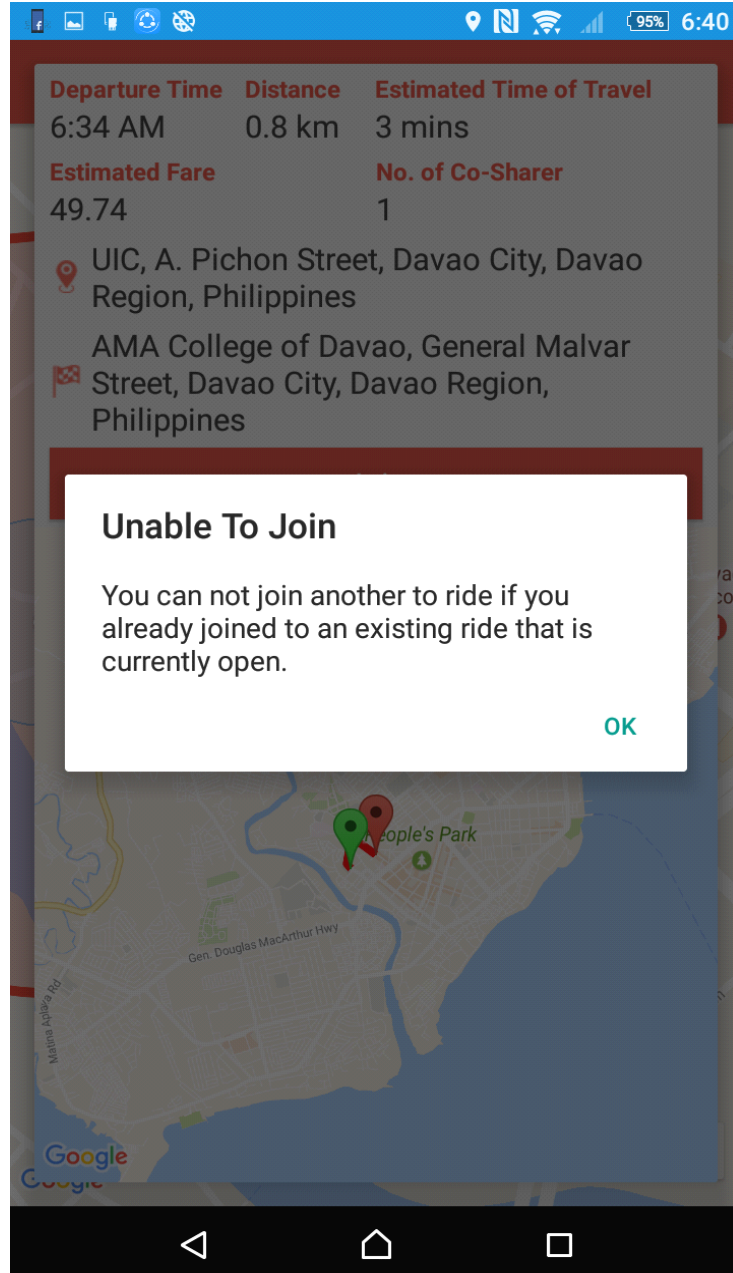 95% 6:40
Departure Time Distance Estimated Time of Travel
6:34 AM 0.8 km 3 mins
Estimated Fare No. of Co-Sharer
49.74 1
UIC, A. Pichon Street, Davao City, Davao
Region, Philippines
AMA College of Davao, General Malvar
Street, Davao City, Davao Region,
Philippines
Unable To Join
You can not join another to ride if you
already joined to an existing ride that is
currently open.
OK
People's Park
Gen. Douglas MacArthur Hwy
Matina Aplaya Rd
Google
Google